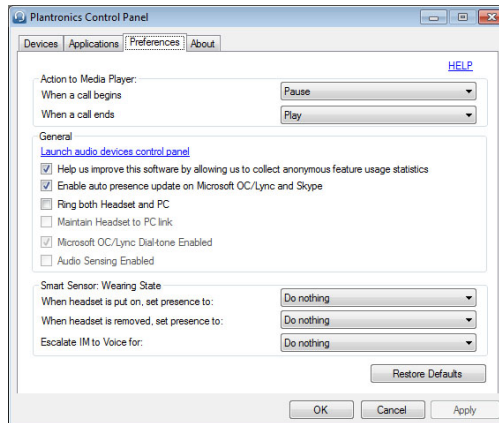 Plantronics Control Panel
Devices Applications Preferences About
HELP
Action to Media Player:
When a call begins Pause
When a call ends Play
General
Launch audio devices control panel
Help us improve this software by allowing us to collect anonymous feature usage statistics
Enable auto presence update on Microsoft OC/Lync and Skype
Ring both Headset and PC
Maintain Headset to PC link
Microsoft OC/Lync Dial-tone Enabled
Audio Sensing Enabled
Smart Sensor: Wearing State
When headset is put on, set presence to: Do nothing
When headset is removed, set presence to: Do nothing
Escalate IM to Voice for: Do nothing
Restore Defaults
OK Cancel Apply